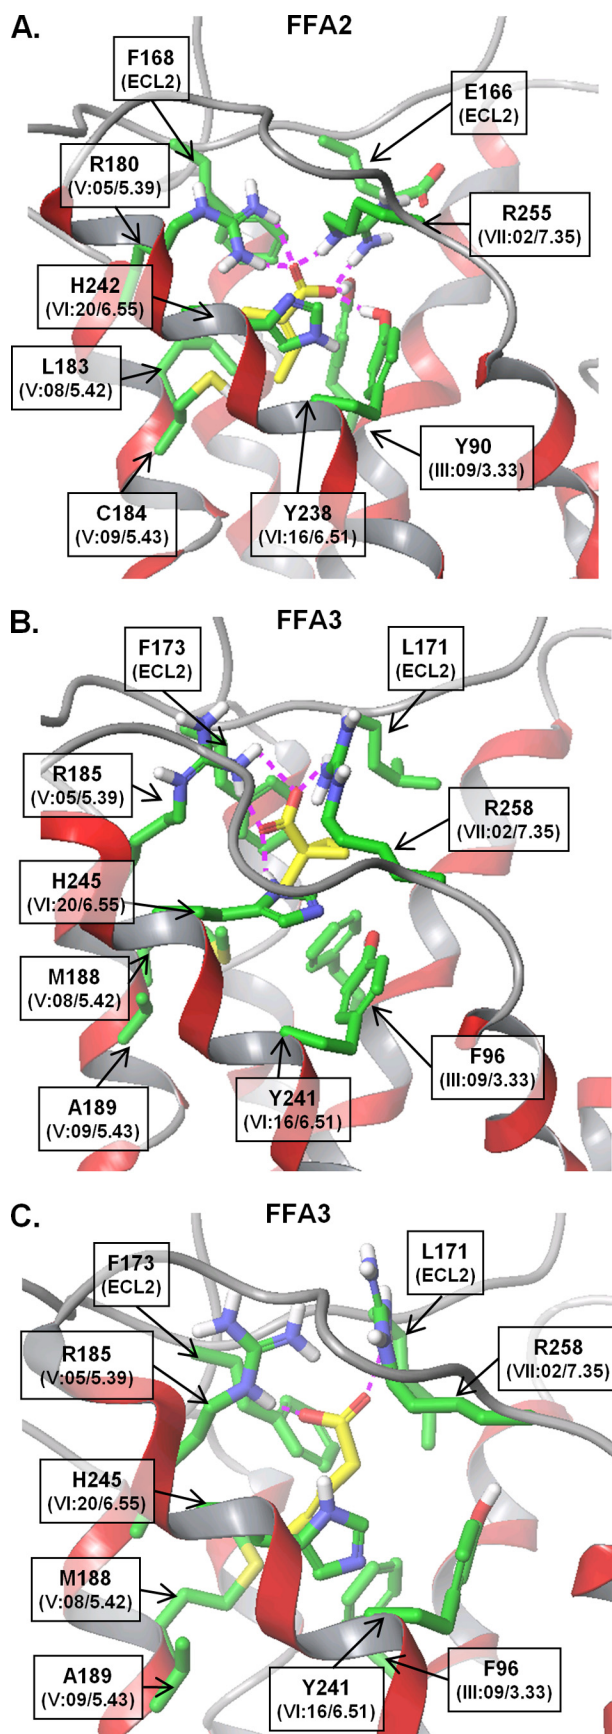 A.
FFA2
F168
(ECL2)
E166
(ECL2)
R180
(V:05/5.39)
R255
(VII:02/7.35)
H242
(VI:20/6.55)
L183
(V:08/5.42)
Y90
(III:09/3.33)
C184
(V:09/5.43)
Y238
(VI:16/6.51)
B.
FFA3
F173
(ECL2)
L171
(ECL2)
R185
(V:05/5.39)
R258
(VII:02/7.35)
H245
(VI:20/6.55)
M188
(V:08/5.42)
F96
(III:09/3.33)
A189
(V:09/5.43)
Y241
(VI:16/6.51)
C.
FFA3
F173
(ECL2)
L171
(ECL2)
R185
(V:05/5.39)
R258
(VII:02/7.35)
H245
(VI:20/6.55)
M188
(V:08/5.42)
A189
(V:09/5.43)
Y241
(VI:16/6.51)
F96
(III:09/3.33)